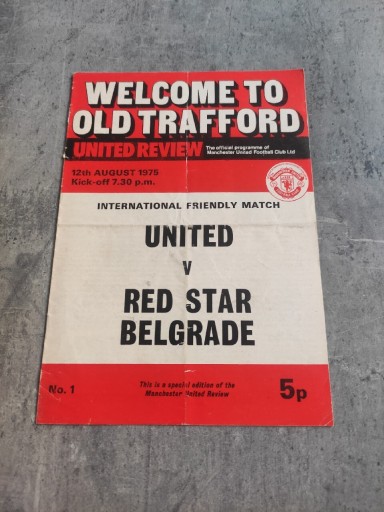 WELCOME TO
OLD TRAFFORD
UNITED REVIEW
The official programme of
Manchester United Football Club Ltd
12th AUGUST 1975
Kick-off 7.30 p.m.
INTERNATIONAL FRIENDLY MATCH
UNITED
V
RED STAR
BELGRADE
No. 1
This is a special edition of the
Manchester United Review
5p